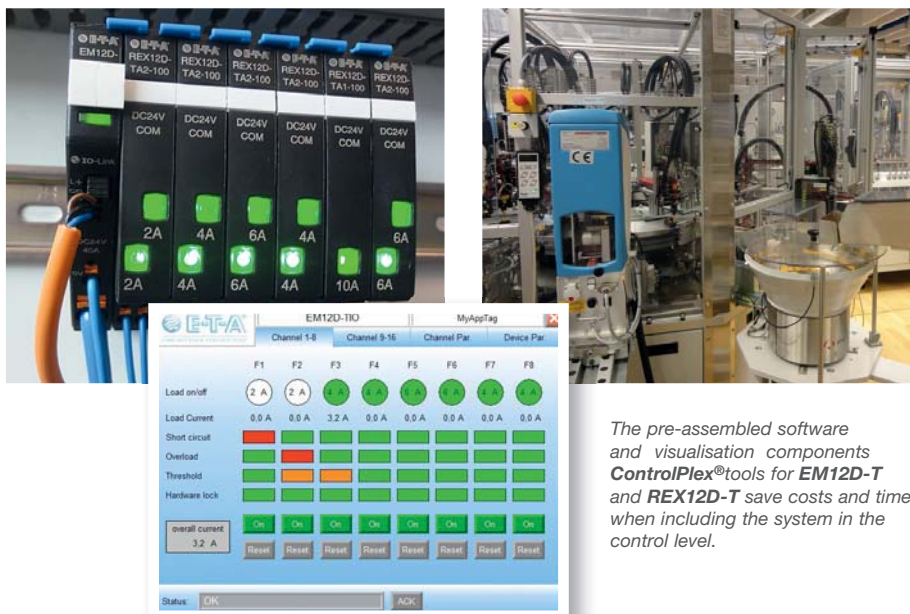 E-T-A E-T-A E-T-A E-T-A E-T-A E-T-A E-T-A
EM12D- REX12D- REX12D- REX12D- REX12D- REX12D- REX12D-
TA2-100 TA2-100 TA2-100 TA2-100 TA1-100 TA2-100
DC24V DC24V DC24V DC24V DC24V DC24V
COM COM COM COM COM COM
IO-Link
L+
DC24V
40A
2A 4A 6A 4A 6A
2A 4A 6A 4A 10A 6A
CE
E-T-A EM12D-TIO MyAppTag
Channel 1-8 Channel 9-16 Channel Par. Device Par.
F1 F2 F3 F4 F5 F6 F7 F8
Load on/off 2 A 2 A 4 A 4 A 6 A 6 A 4 A 4 A
Load Current 0,0 A 0,0 A 3,2 A 0,0 A 0,0 A 0,0 A 0,0 A 0,0 A
Short circuit
Overload
Threshold
Hardware lock
overall current On On On On On On On On
3,2 A
Reset Reset Reset Reset Reset Reset Reset Reset
Status: OK ACK
The pre-assembled software
and visualisation components
ControlPlex®tools for EM12D-T
and REX12D-T save costs and time
when including the system in the
control level.